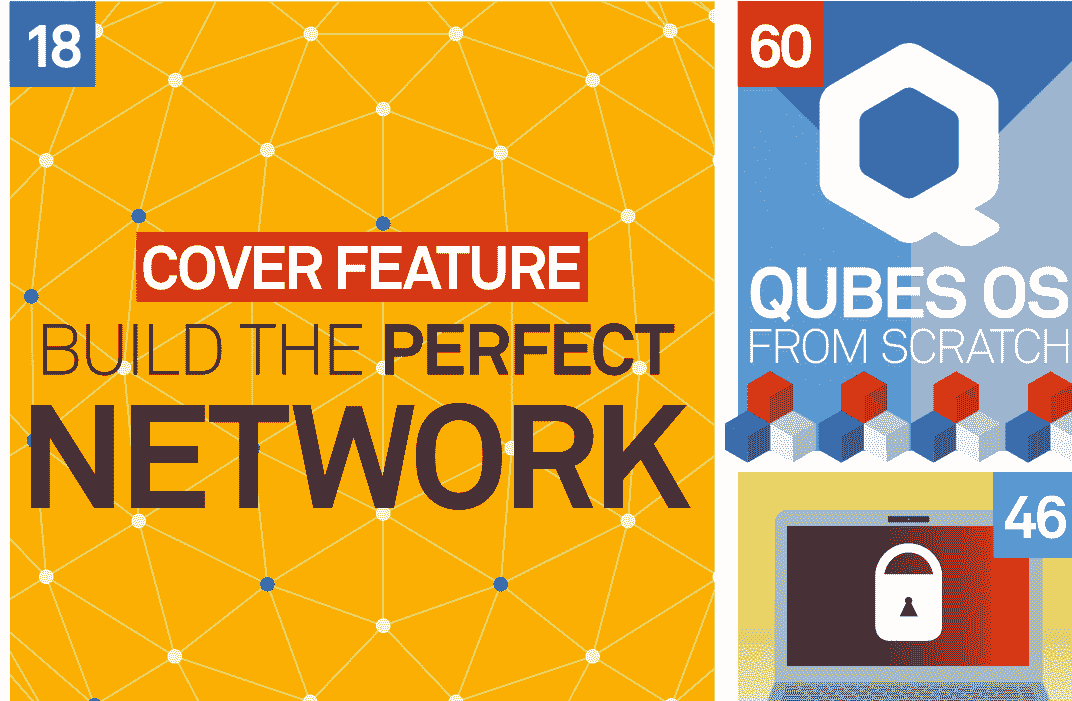 18
COVER FEATURE
BUILD THE PERFECT
NETWORK
60
QUBES OS
FROM SCRATCH
46